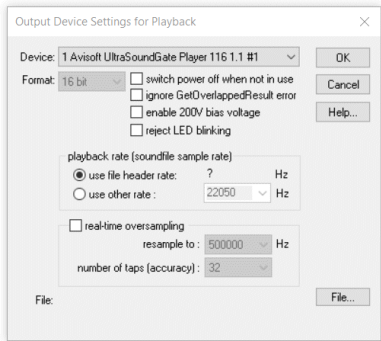 Output Device Settings for Playback
Device: 1 Avisoft UltraSoundGate Player 116 1.1 #1 OK
Format: 16 bit switch power off when not in use Cancel
ignore GetOverlappedResult error
enable 200V bias voltage Help...
reject LED blinking
playback rate (soundfile sample rate)
use file header rate: ? Hz
use other rate : 22050 Hz
real-time oversampling
resample to : 500000 Hz
number of taps (accuracy) : 32
File: File...